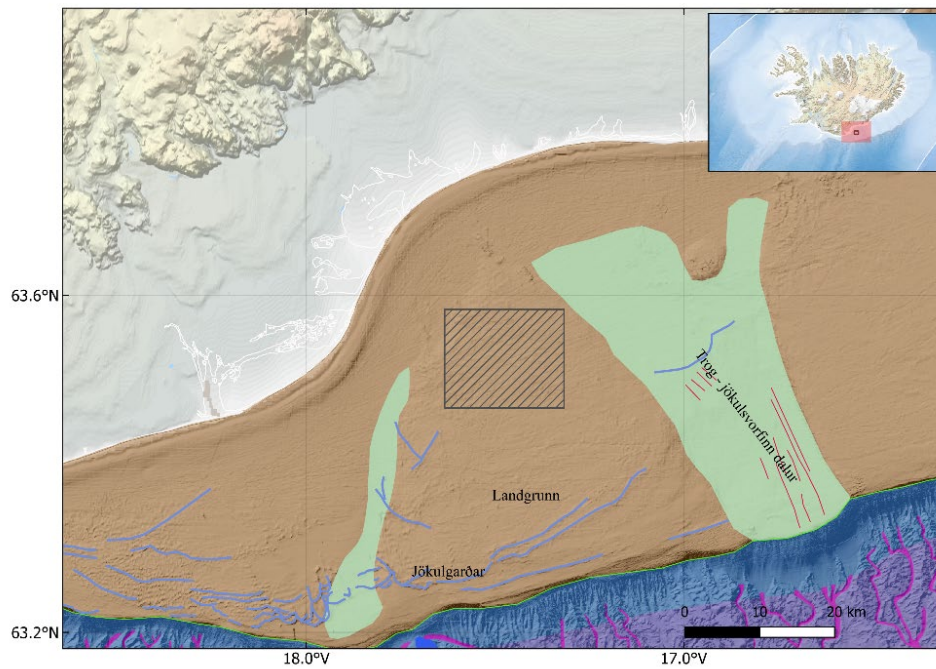 63.6°N
Trog - jökulsvorfinn dalur
Landgrunn
Jökulgarðar
0 10 20 km
63.2°N
18.0°V 17.0°V